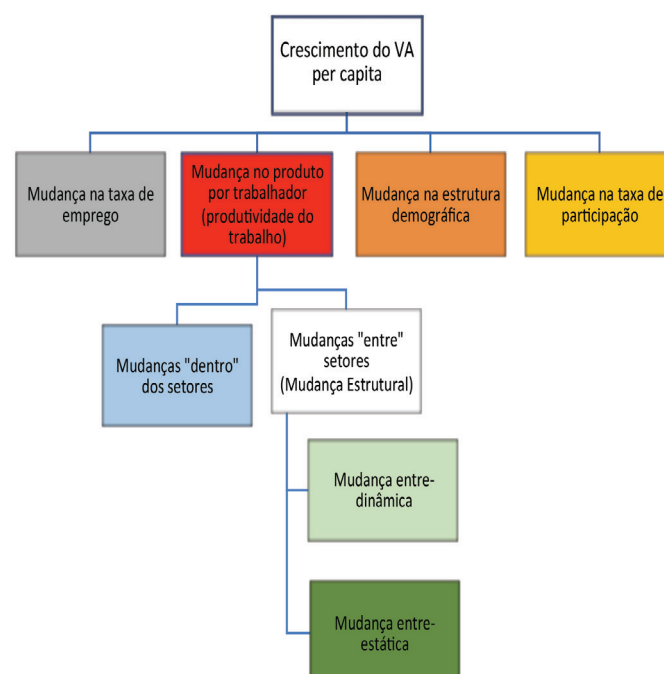 Crescimento do VA
per capita
Mudança na taxa de
emprego
Mudança no produto
por trabalhador
(produtividade do
trabalho)
Mudança na estrutura
demográfica
Mudança na taxa de
participação
Mudanças "dentro"
dos setores
Mudanças "entre"
setores
(Mudança Estrutural)
Mudança entre-
dinâmica
Mudança entre-
estática